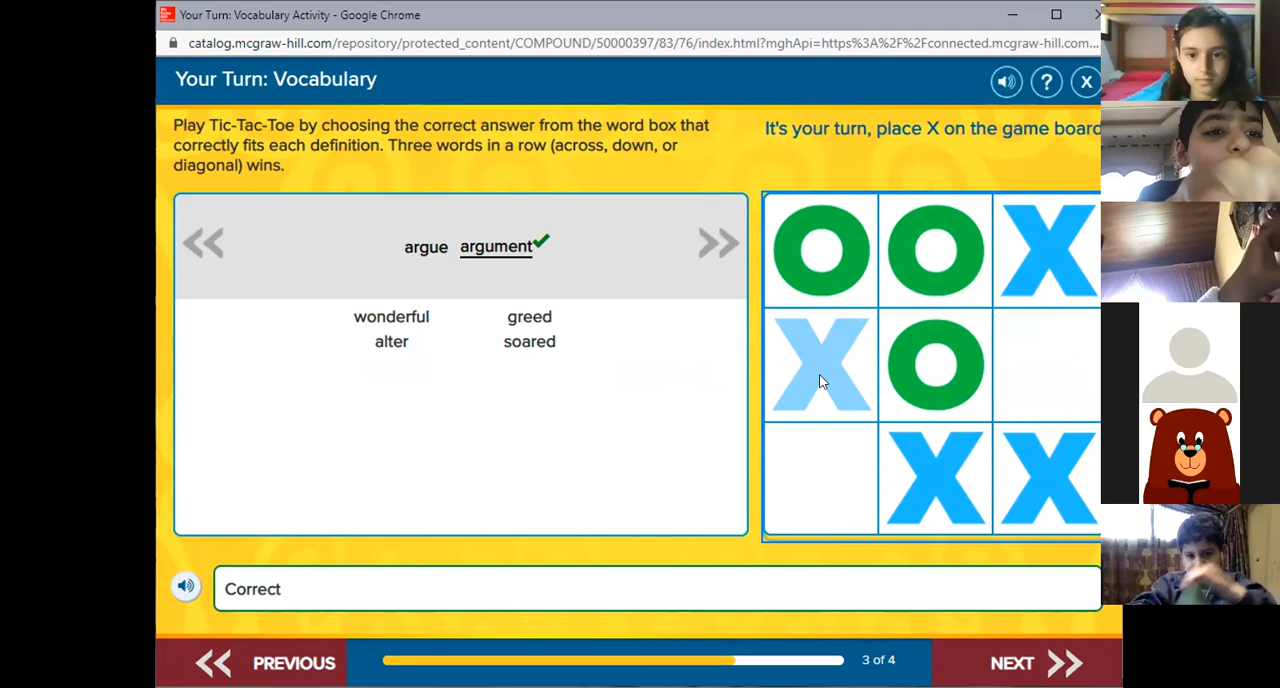 Your Turn: Vocabulary Activity - Google Chrome
catalog.mcgraw-hill.com/repository/protected_content/COMPOUND/50000397/83/76/index.html?mghApi=https%3A%2F%2Fconnected.mcgraw-hill.com...
Your Turn: Vocabulary
? X
Play Tic-Tac-Toe by choosing the correct answer from the word box that
correctly fits each definition. Three words in a row (across, down, or
diagonal) wins.
It's your turn, place X on the game board
argue argument
wonderful greed
alter soared
O O X
X O
X X
Correct
PREVIOUS 3 of 4 NEXT